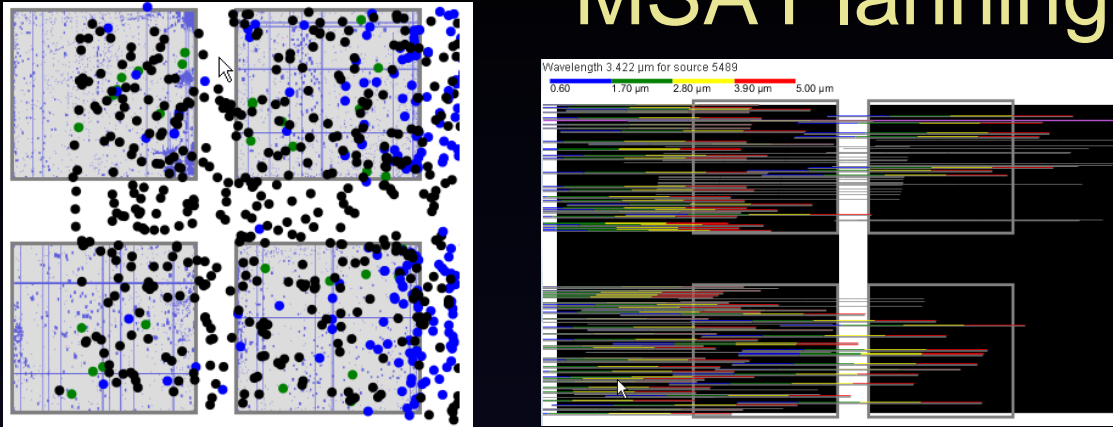 MSA Planning
Wavelength 3.422 µm for source 5489
0.60 1.70 µm 2.80 µm 3.90 µm 5.00 µm